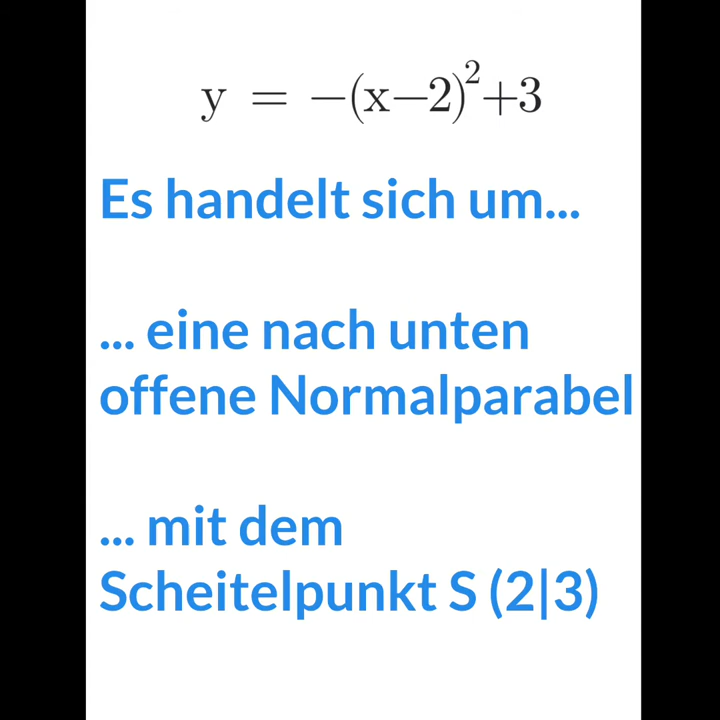 y = −(x−2)²+3
Es handelt sich um...
... eine nach unten
offene Normalparabel
... mit dem
Scheitelpunkt S (2|3)